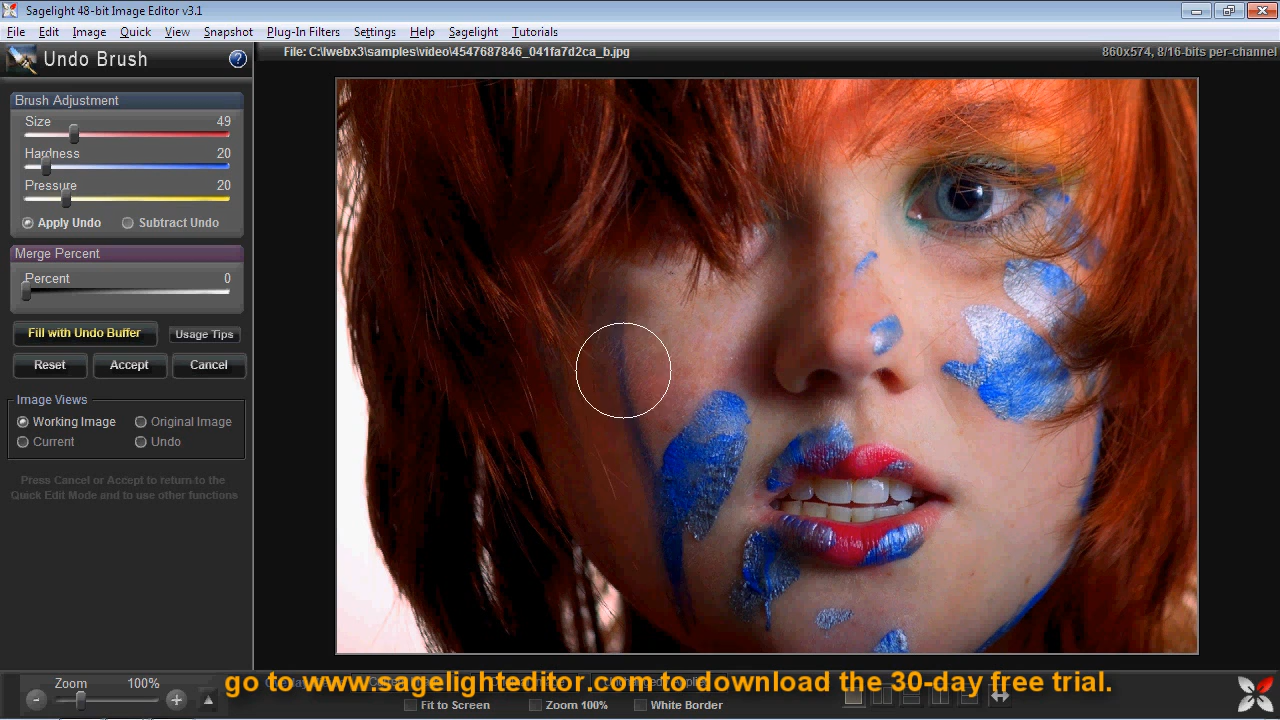 Sagelight 48-bit Image Editor v3.1
File Edit Image Quick View Snapshot Plug-In Filters Settings Help Sagelight Tutorials
Undo Brush ?
File: C:\lwebx3\samples\video\4547687846_041fa7d2ca_b.jpg
860x574, 8/16-bits per-channel
Brush Adjustment
Size 49
Hardness 20
Pressure 20
Apply Undo Subtract Undo
Merge Percent
Percent 0
Fill with Undo Buffer Usage Tips
Reset Accept Cancel
Image Views
Working Image Original Image
Current Undo
Press Cancel or Accept to return to the
Quick Edit Mode and to use other functions
Zoom 100%
go to www.sagelighteditor.com to download the 30-day free trial.
Fit to Screen Zoom 100% White Border